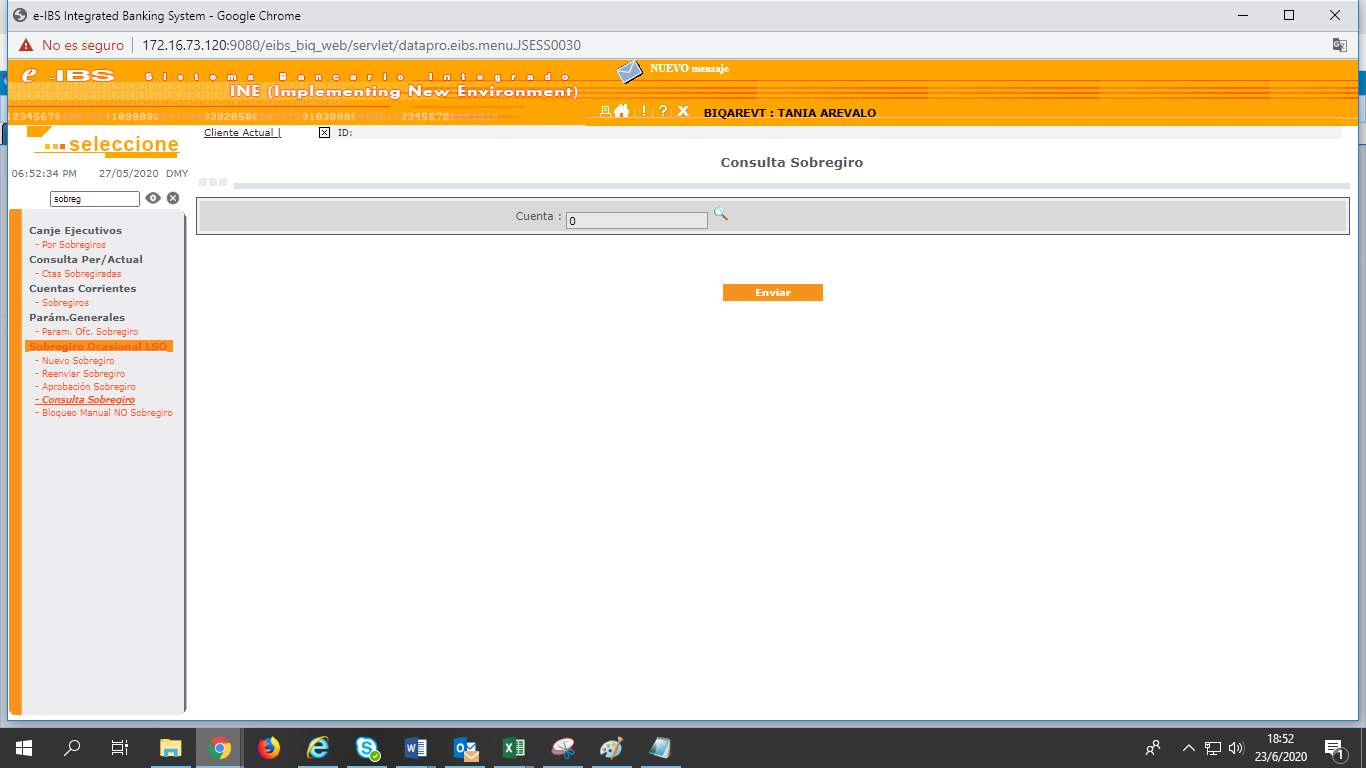 e-IBS Integrated Banking System - Google Chrome
No es seguro | 172.16.73.120:9080/eibs_biq_web/servlet/datapro.eibs.menu.JSESS0030
e-IBS Sistema Bancario Integrado
NUEVO mensaje
INE (Implementing New Environment)
! ? X BIQAREVT : TANIA AREVALO
...seleccione
Cliente Actual | ID:
06:52:34 PM 27/05/2020 DMY
Consulta Sobregiro
sobreg
Cuenta : 0
Enviar
Canje Ejecutivos
- Por Sobregiros
Consulta Per/Actual
- Ctas Sobregiradas
Cuentas Corrientes
- Sobregiros
Parám.Generales
- Param. Ofc. Sobregiro
Sobregiro Ocasional LSO
- Nuevo Sobregiro
- Reenviar Sobregiro
- Aprobación Sobregiro
- Consulta Sobregiro
- Bloqueo Manual NO Sobregiro
18:52
23/6/2020
1